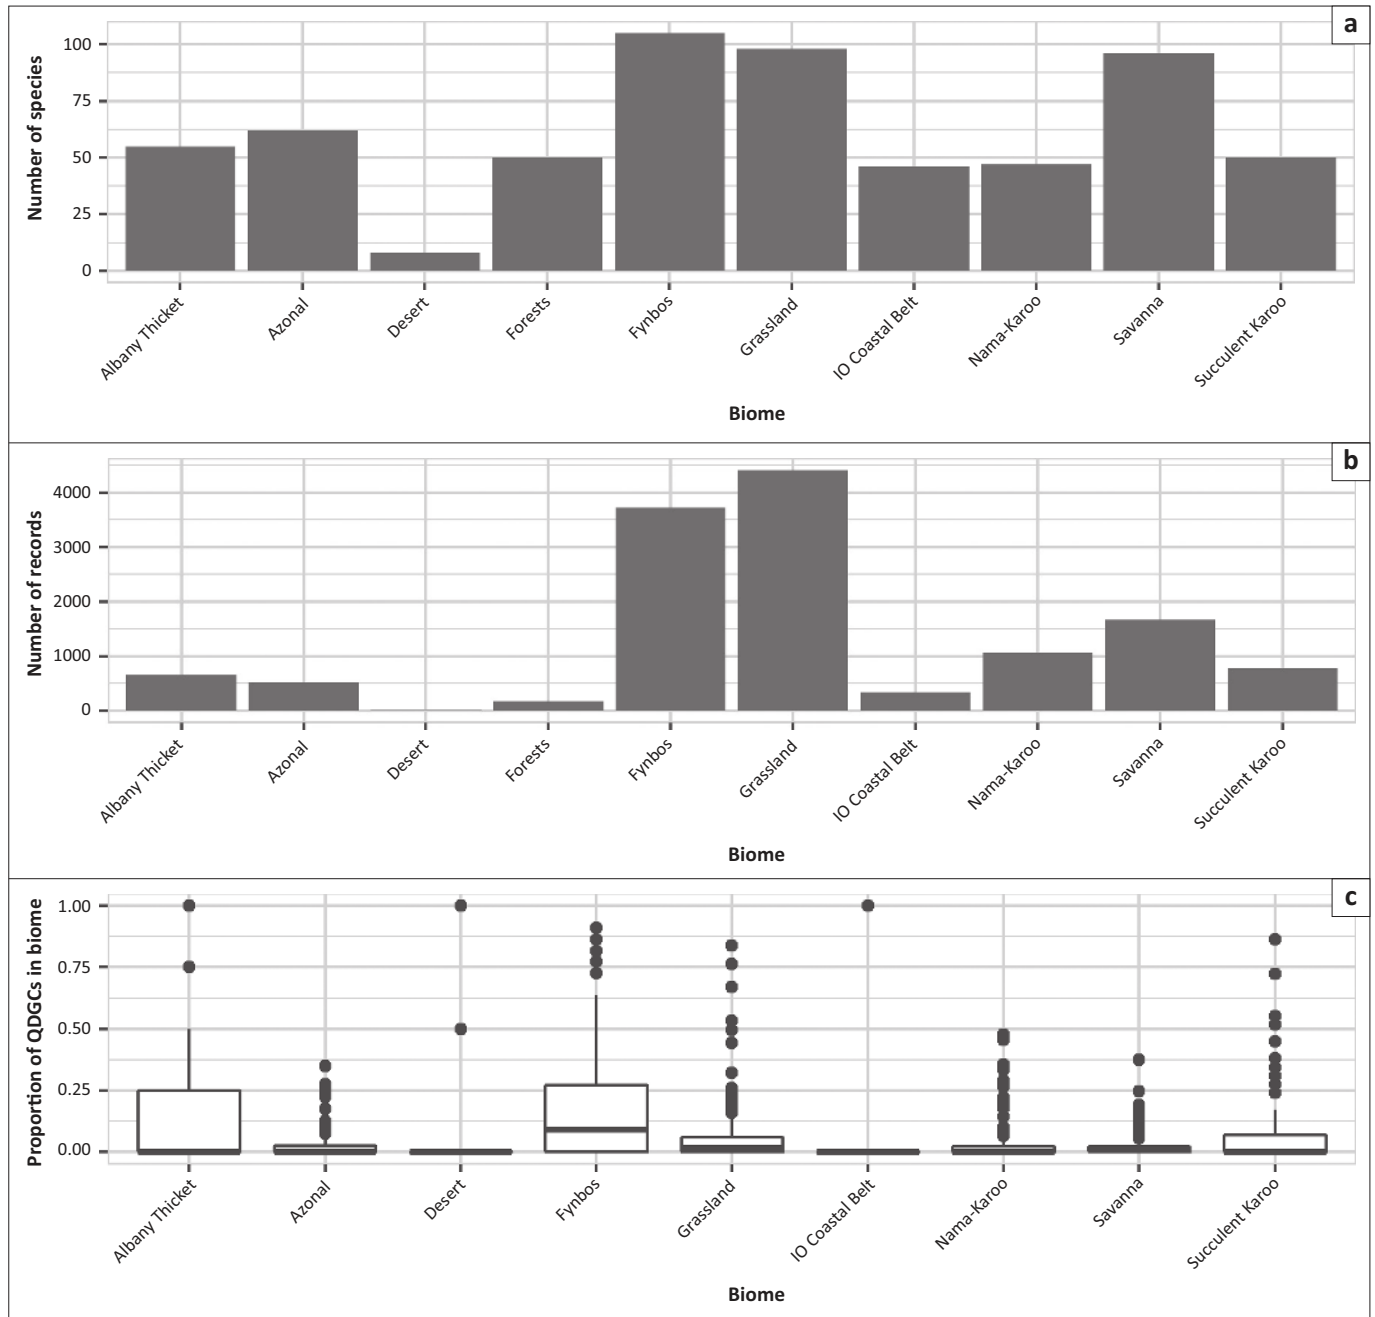 a
Number of species
100
75
50
25
0
Albany Thicket
Azonal
Desert
Forests
Fynbos
Grassland
IO Coastal Belt
Nama-Karoo
Savanna
Succulent Karoo
Biome
b
Number of records
4000
3000
2000
1000
0
Albany Thicket
Azonal
Desert
Forests
Fynbos
Grassland
IO Coastal Belt
Nama-Karoo
Savanna
Succulent Karoo
Biome
c
Proportion of QDGCs in biome
1.00
0.75
0.50
0.25
0.00
Albany Thicket
Azonal
Desert
Fynbos
Grassland
IO Coastal Belt
Nama-Karoo
Savanna
Succulent Karoo
Biome